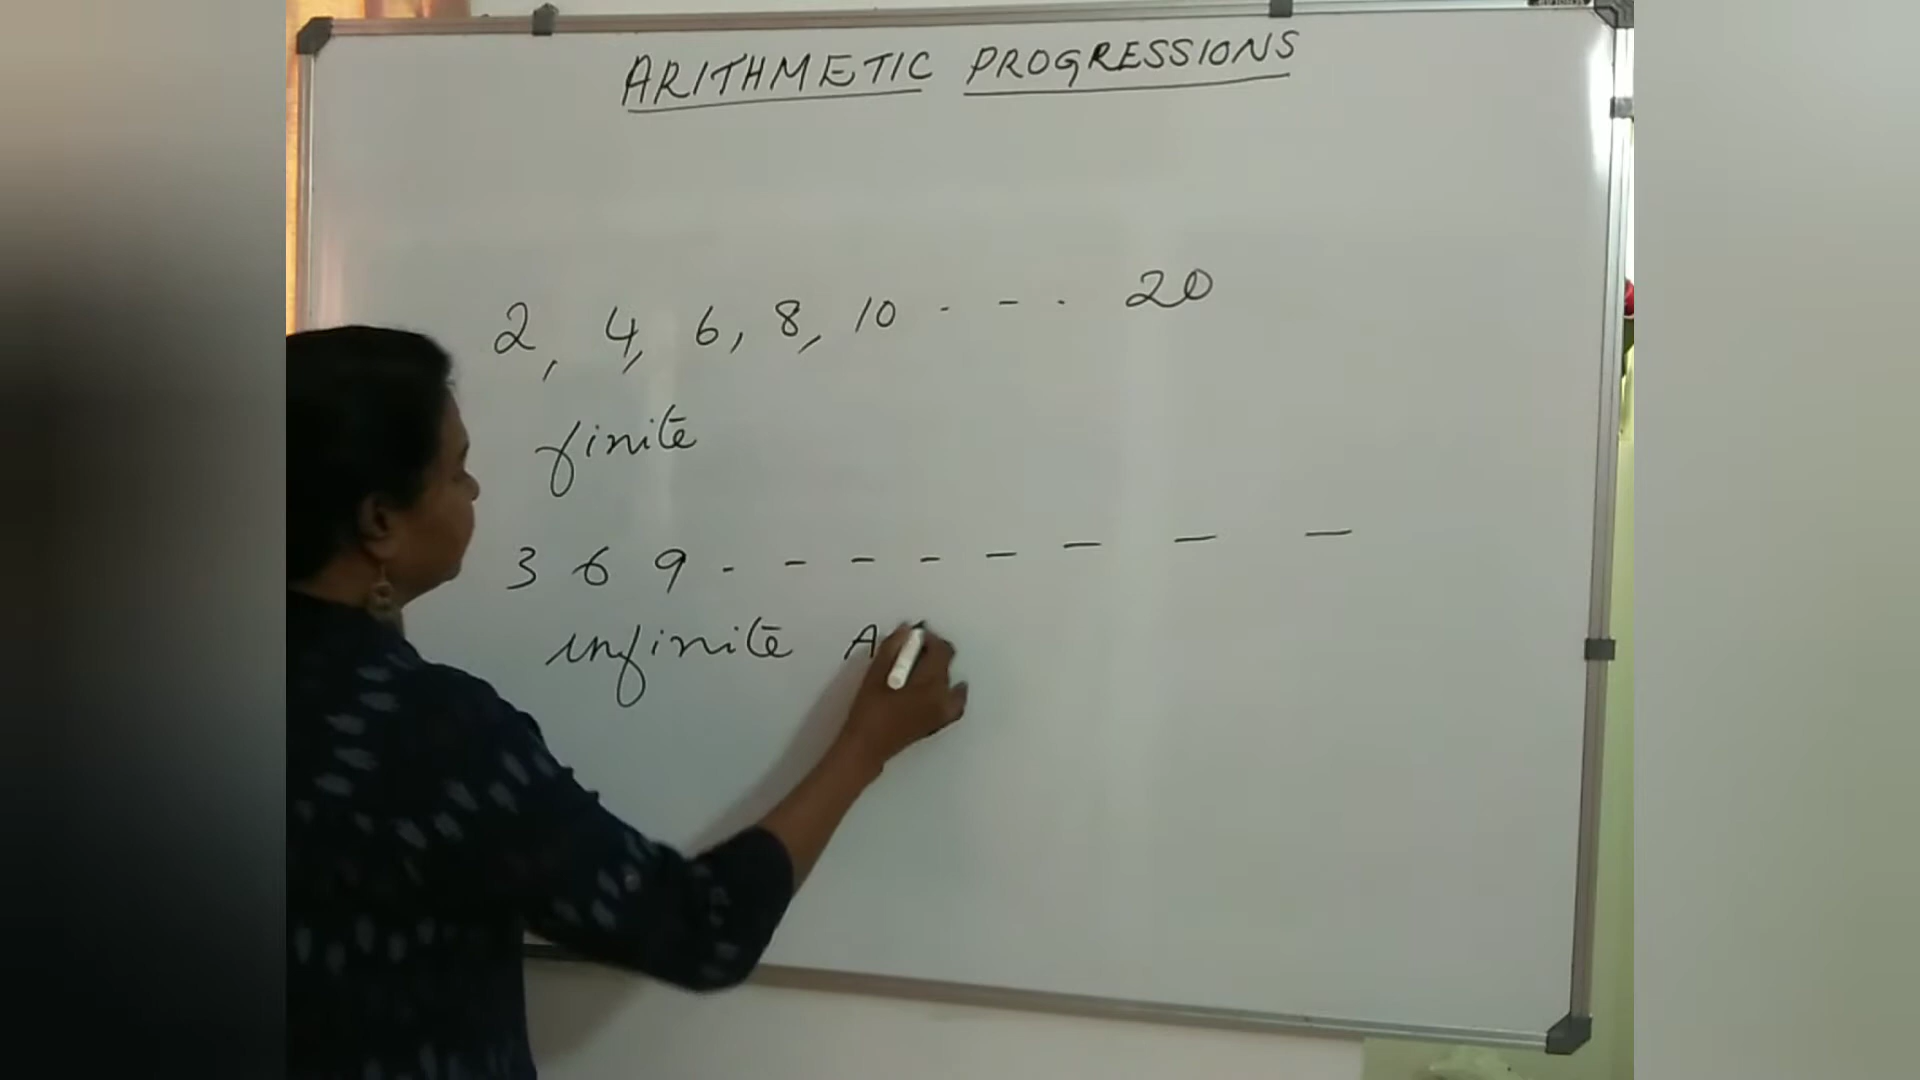 ARITHMETIC PROGRESSIONS
2, 4, 6, 8, 10 . - . 20
finite
3 6 9 - - - - - - - -
infinite A